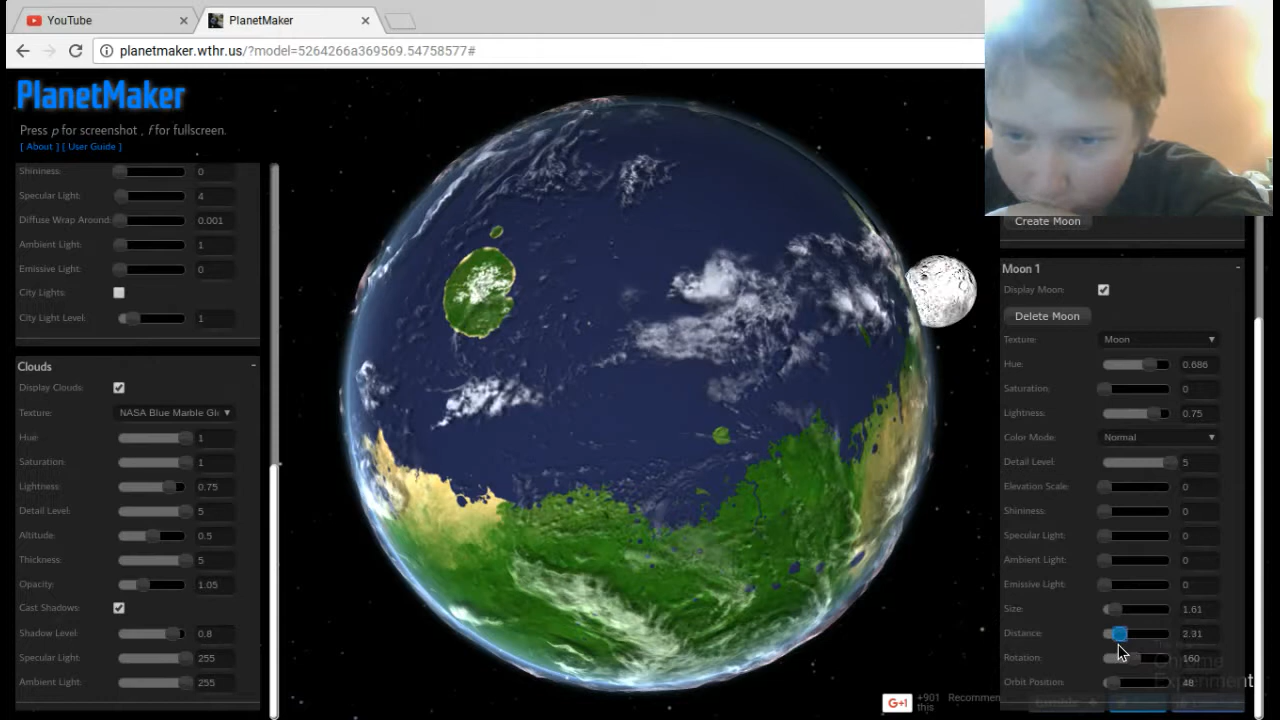 YouTube
PlanetMaker
planetmaker.wthr.us/?model=5264266a369569.54758577#
PlanetMaker
Press p for screenshot , f for fullscreen.
[ About ] [ User Guide ]
Shininess: 0
Specular Light: 4
Diffuse Wrap Around: 0.001
Ambient Light: 1
Emissive Light: 0
City Lights:
City Light Level: 1
Clouds -
Display Clouds:
Texture: NASA Blue Marble Gl
Hue: 1
Saturation: 1
Lightness: 0.75
Detail Level: 5
Altitude: 0.5
Thickness: 5
Opacity: 1.05
Cast Shadows:
Shadow Level: 0.8
Specular Light: 255
Ambient Light: 255
Create Moon
Moon 1 -
Display Moon:
Delete Moon
Texture: Moon
Hue: 0.686
Saturation: 0
Lightness: 0.75
Color Mode: Normal
Detail Level: 5
Elevation Scale: 0
Shininess: 0
Specular Light: 0
Ambient Light: 0
Emissive Light: 0
Size: 1.61
Distance: 2.31
Rotation: 160
Orbit Position: 48
Chrome
Experiment
G+1 +901 Recommen
this
tumblr